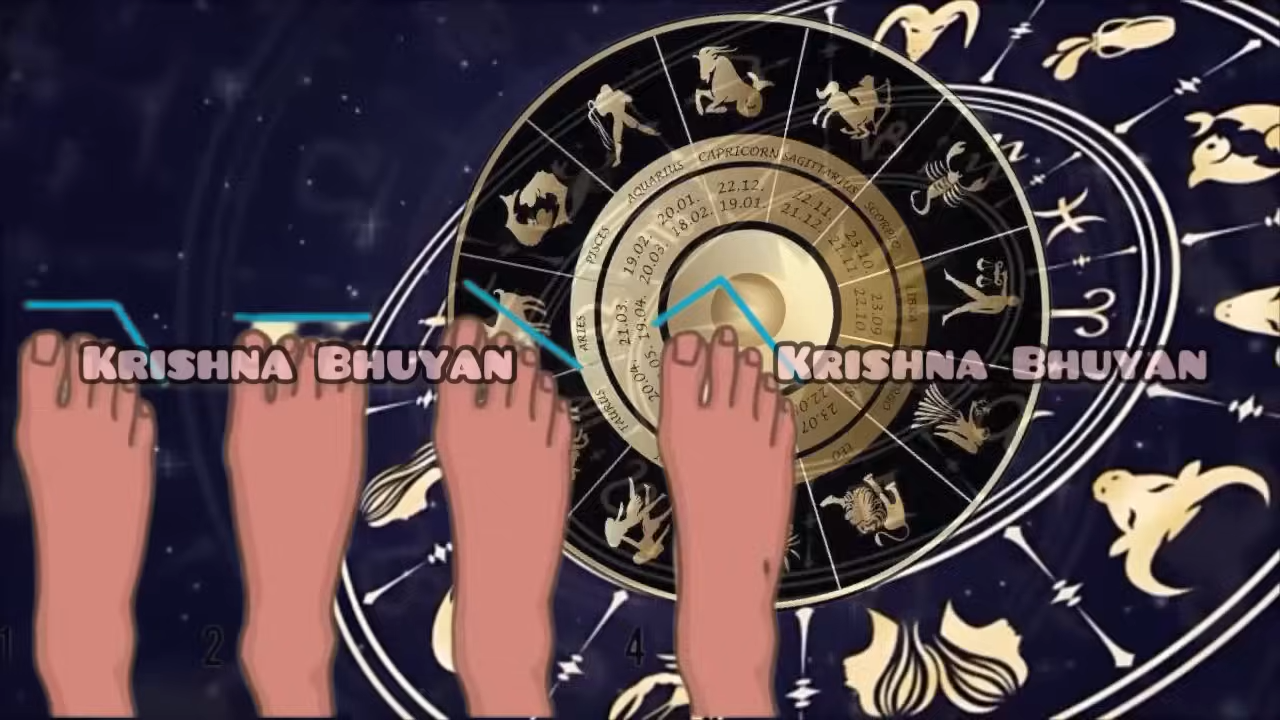 CAPRICORN SAGITTARIUS
AQUARIUS
22.12.
19.01.
22.11.
21.12.
20.01.
18.02.
SCORPIO
PISCES
19.02.
20.03.
23.10.
21.11.
ARIES
21.03.
19.04.
23.09
22.10.
Krishna Bhuyan Krishna Bhuyan
20.04.
05.
TAURUS
23.07
LEO
1
2
4